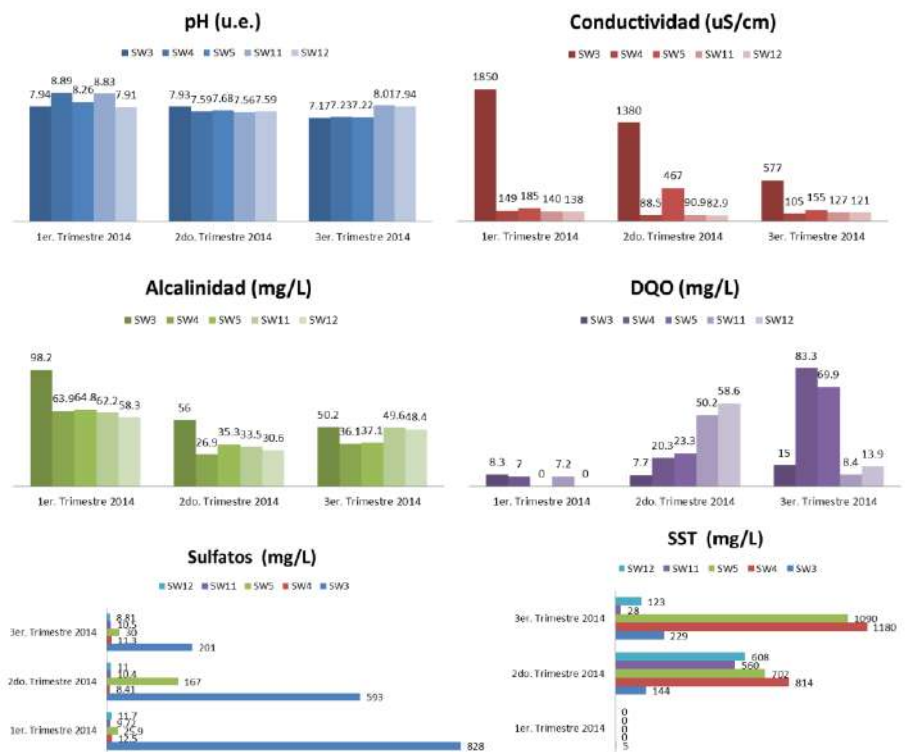 pH (u.e.)
SW3 SW4 SW5 SW11 SW12
7.94 8.89 8.26 8.83 7.91
7.93 7.59 7.68 7.56 7.59
7.17 7.23 7.22 8.01 7.94
1er. Trimestre 2014 2do. Trimestre 2014 3er. Trimestre 2014
Conductividad (uS/cm)
SW3 SW4 SW5 SW11 SW12
1850 149 185 140 138
1380 88.5 467 90.9 82.9
577 105 155 127 121
1er. Trimestre 2014 2do. Trimestre 2014 3er. Trimestre 2014
Alcalinidad (mg/L)
SW3 SW4 SW5 SW11 SW12
98.2 63.9 64.8 62.2 58.3
56 26.9 35.3 33.5 30.6
50.2 36.1 37.1 49.6 48.4
1er. Trimestre 2014 2do. Trimestre 2014 3er. Trimestre 2014
DQO (mg/L)
SW3 SW4 SW5 SW11 SW12
8.3 7 0 7.2 0
7.7 20.3 23.3 50.2 58.6
15 83.3 69.9 8.4 13.9
1er. Trimestre 2014 2do. Trimestre 2014 3er. Trimestre 2014
Sulfatos (mg/L)
SW12 SW11 SW5 SW4 SW3
3er. Trimestre 2014
8.81
10.5
30
11.3
201
2do. Trimestre 2014
11
10.4
167
8.41
593
1er. Trimestre 2014
11.7
9.72
25.9
12.5
828
SST (mg/L)
SW12 SW11 SW5 SW4 SW3
3er. Trimestre 2014
123
28
1090
1180
229
2do. Trimestre 2014
608
560
702
814
144
1er. Trimestre 2014
0
0
0
0
5